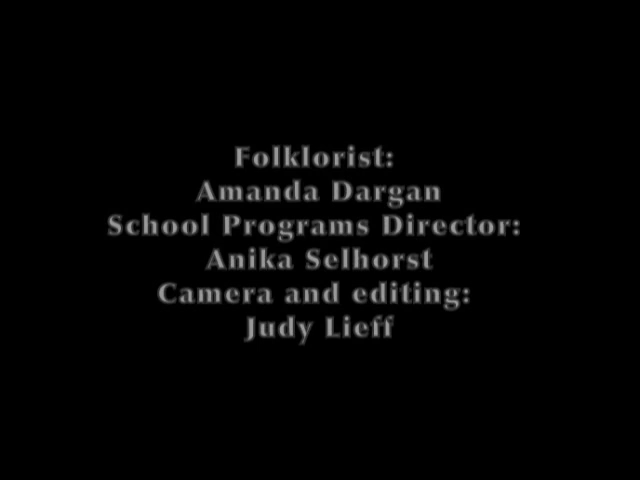 Folklorist:
Amanda Dargan
School Programs Director:
Anika Selhorst
Camera and editing:
Judy Lieff